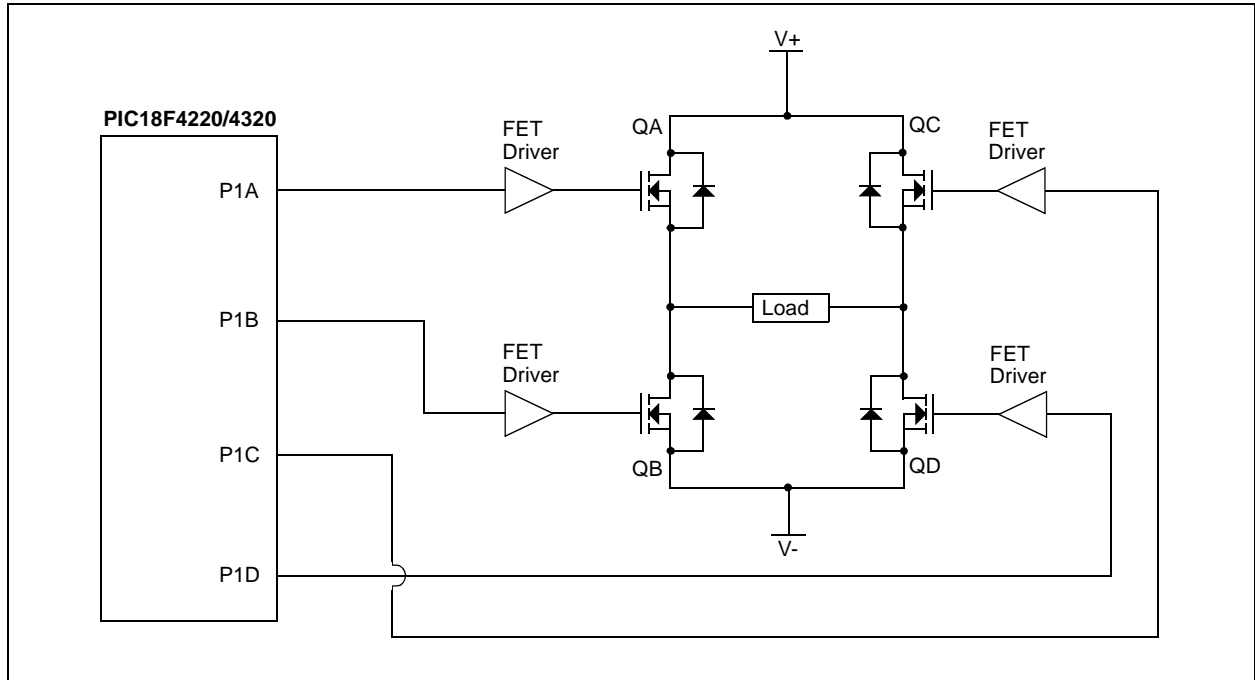 V+
PIC18F4220/4320
FET
Driver
QA
QC
FET
Driver
P1A
Load
P1B
FET
Driver
FET
Driver
P1C
QB
QD
V-
P1D